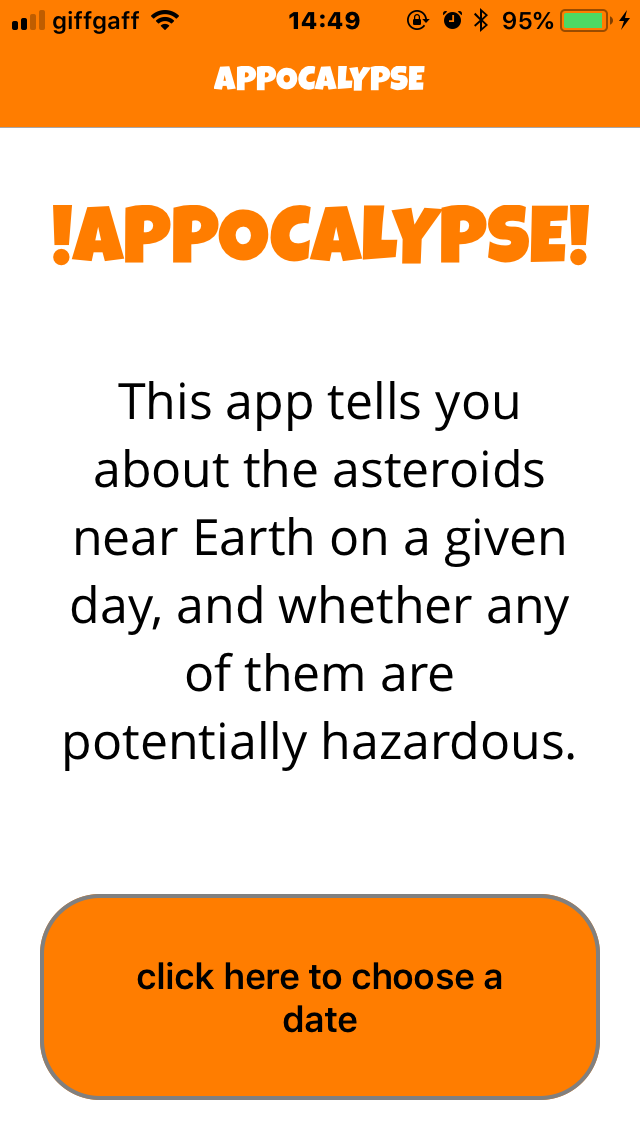 giffgaff 14:49 95%
APPOCALYPSE
!APPOCALYPSE!
This app tells you
about the asteroids
near Earth on a given
day, and whether any
of them are
potentially hazardous.
click here to choose a
date